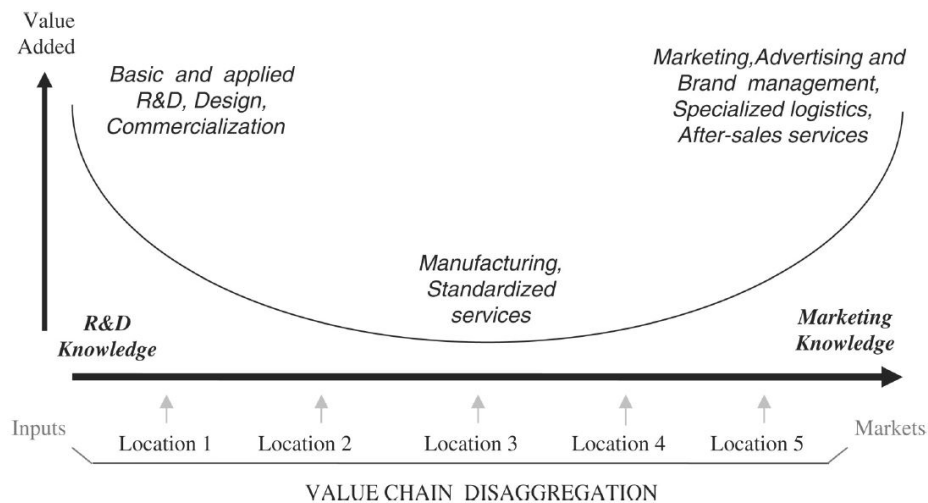 Value
Added
Basic and applied
R&D, Design,
Commercialization
Marketing,Advertising and
Brand management,
Specialized logistics,
After-sales services
Manufacturing,
Standardized
services
R&D
Knowledge
Marketing
Knowledge
Inputs
Location 1
Location 2
Location 3
Location 4
Location 5
Markets
VALUE CHAIN DISAGGREGATION